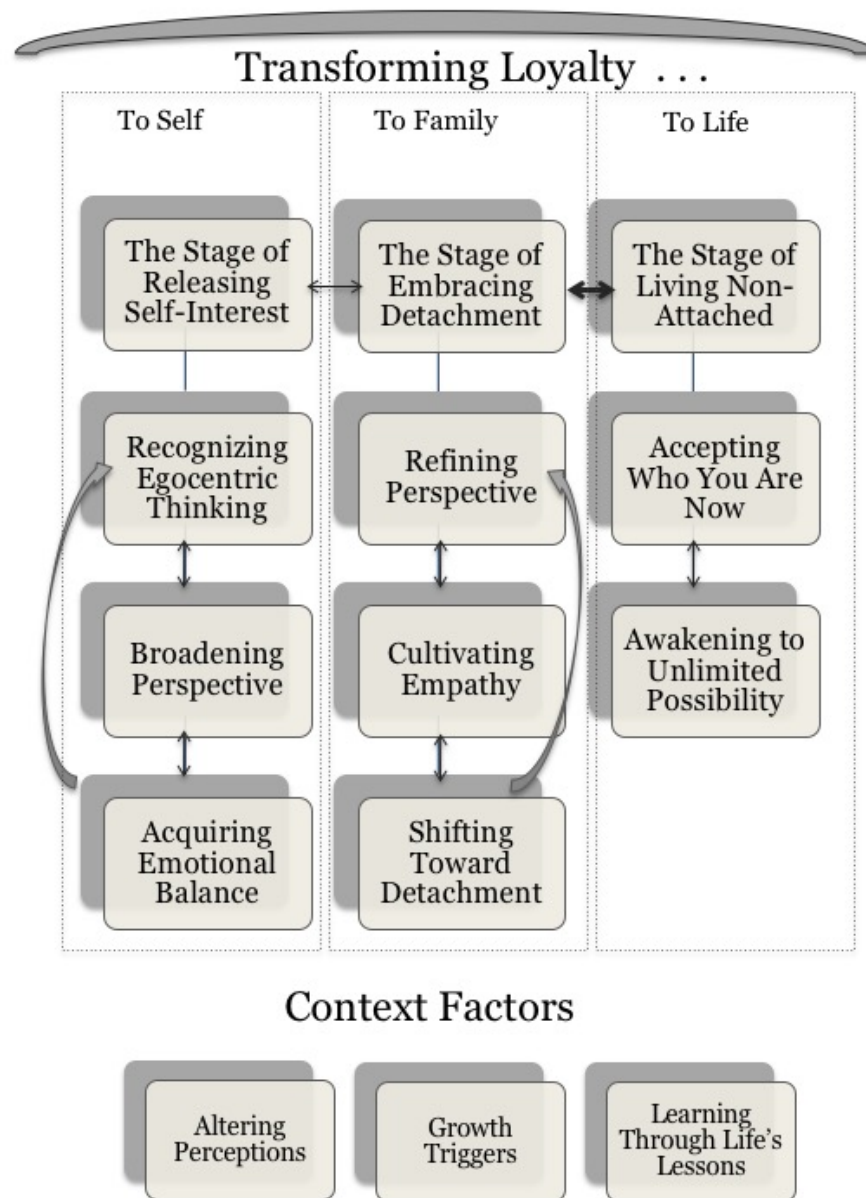 Transforming Loyalty . . .
To Self
To Family
To Life
The Stage of
Releasing
Self-Interest
The Stage of
Embracing
Detachment
The Stage of
Living Non-
Attached
Recognizing
Egocentric
Thinking
Refining
Perspective
Accepting
Who You Are
Now
Broadening
Perspective
Cultivating
Empathy
Awakening to
Unlimited
Possibility
Acquiring
Emotional
Balance
Shifting
Toward
Detachment
Context Factors
Altering
Perceptions
Growth
Triggers
Learning
Through Life's
Lessons